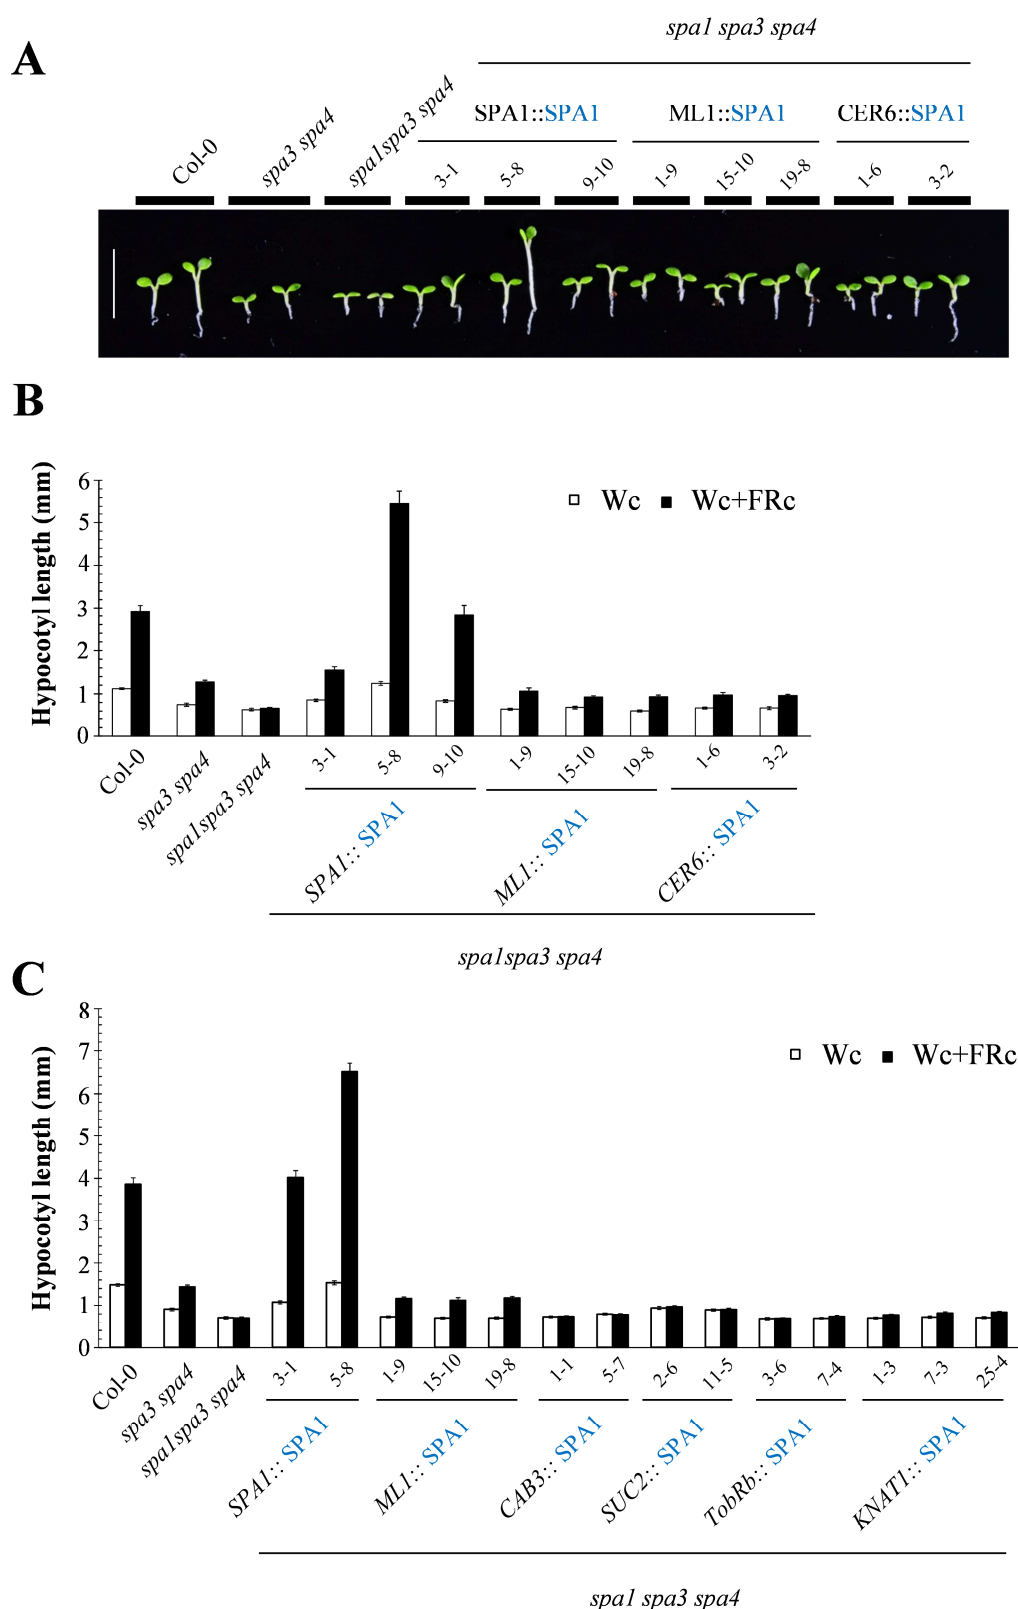 A
spa1 spa3 spa4
SPA1::SPA1 ML1::SPA1 CER6::SPA1
Col-0 spa3 spa4 spa1spa3 spa4 3-1 5-8 9-10 1-9 15-10 19-8 1-6 3-2
B
Hypocotyl length (mm)
6
5
4
3
2
1
0
Wc Wc+FRc
Col-0 spa3 spa4 spa1spa3 spa4 3-1 5-8 9-10 1-9 15-10 19-8 1-6 3-2
SPA1:: SPA1 ML1:: SPA1 CER6:: SPA1
spa1spa3 spa4
C
Hypocotyl length (mm)
8
7
6
5
4
3
2
1
0
Wc Wc+FRc
Col-0 spa3 spa4 spa1spa3 spa4 3-1 5-8 1-9 15-10 19-8 1-1 5-7 2-6 11-5 3-6 7-4 1-3 7-3 25-4
SPA1:: SPA1 ML1:: SPA1 CAB3:: SPA1 SUC2:: SPA1 TobRb:: SPA1 KNAT1:: SPA1
spa1 spa3 spa4